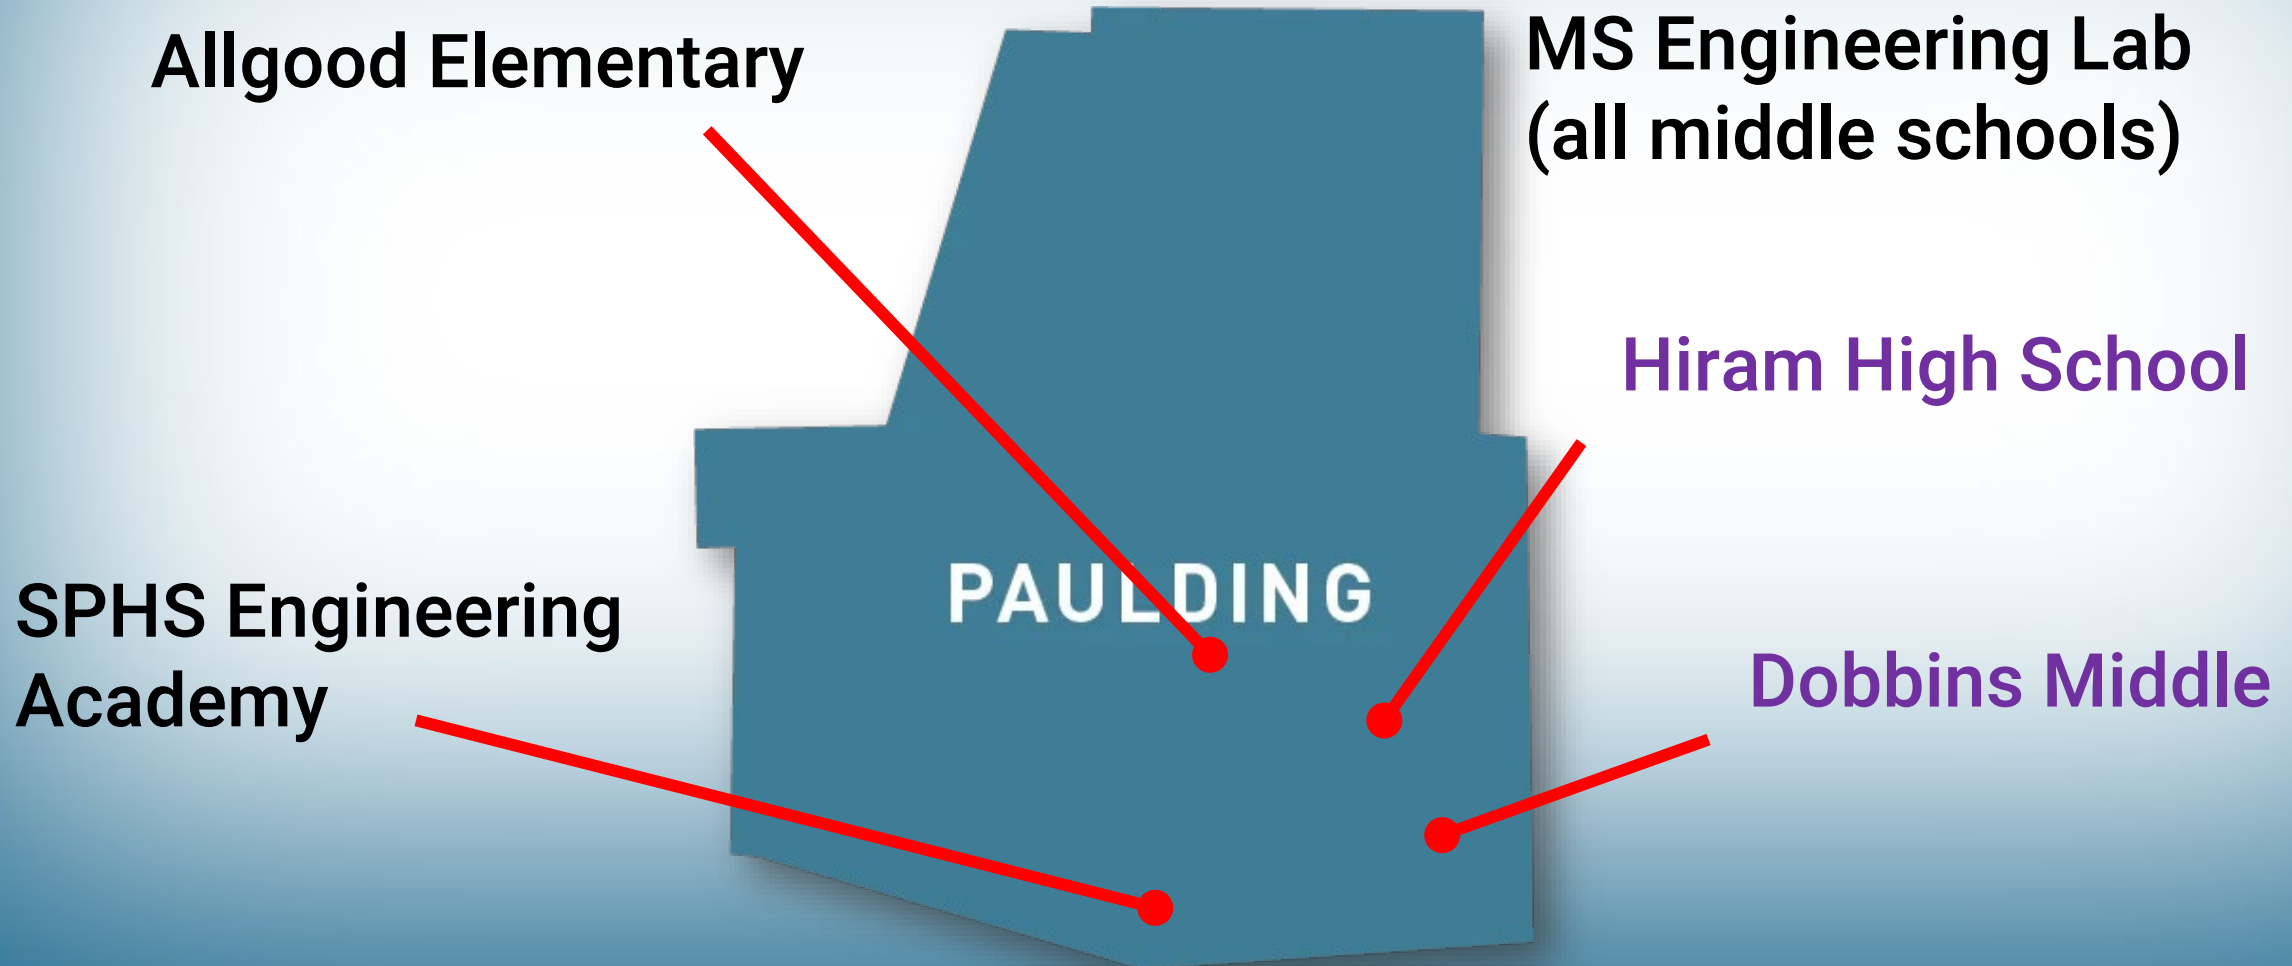 Allgood Elementary
MS Engineering Lab
(all middle schools)
Hiram High School
PAULDING
SPHS Engineering
Academy
Dobbins Middle